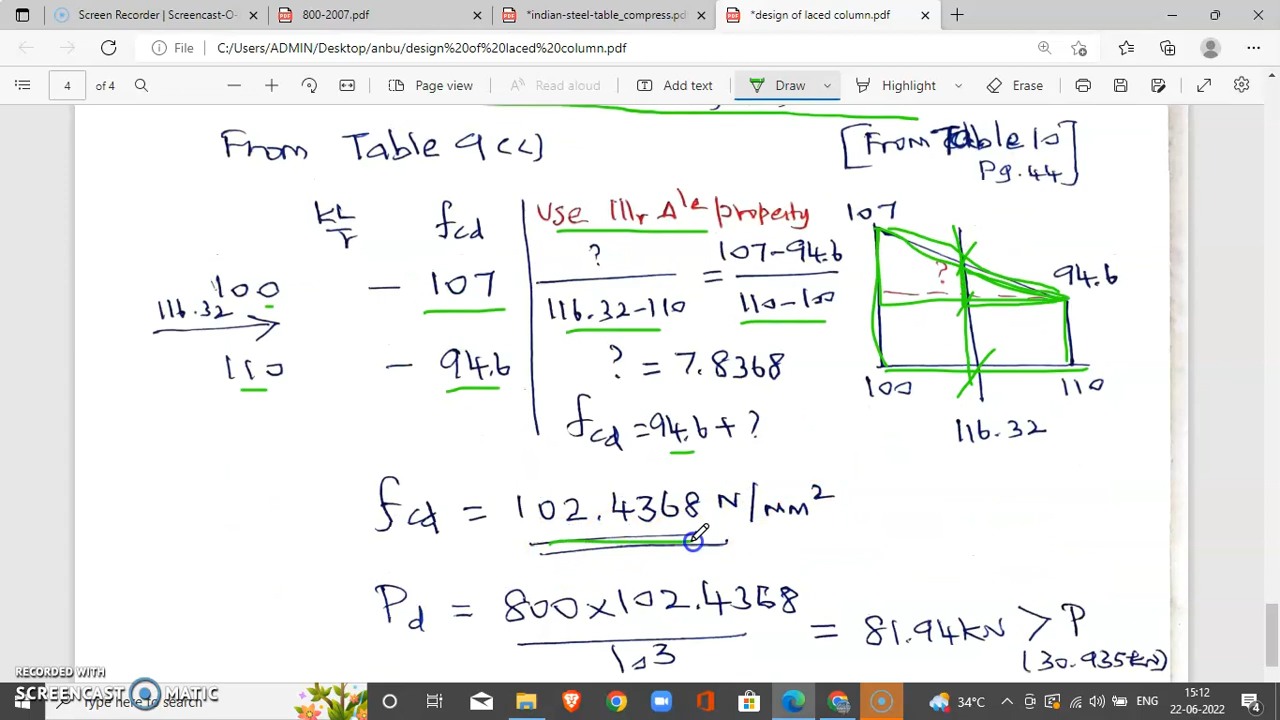 Screen Recorder | Screencast-O-
800-2007.pdf
*indian-steel-table_compress.pd
*design of laced column.pdf
File
C:/Users/ADMIN/Desktop/anbu/design%20of%20laced%20column.pdf
4 of 4
Page view
Read aloud
Add text
Draw
Highlight
Erase
From Table 9(c)
[From Table 10
Pg.44]
KL/r fcd
100 — 107
116.32
110 — 94.6
Use lllr Δle property
? / 116.32-110 = 107-94.6 / 110-100
? = 7.8368
fcd = 94.6 + ?
107
?
94.6
100
110
116.32
fcd = 102.4368 N/mm²
Pd = 800×102.4368 = 81.94kN > P
1.3
(30.935kN)
RECORDED WITH
SCREENCAST MATIC
here to search
34°C
ENG
15:12
22-06-2022
4